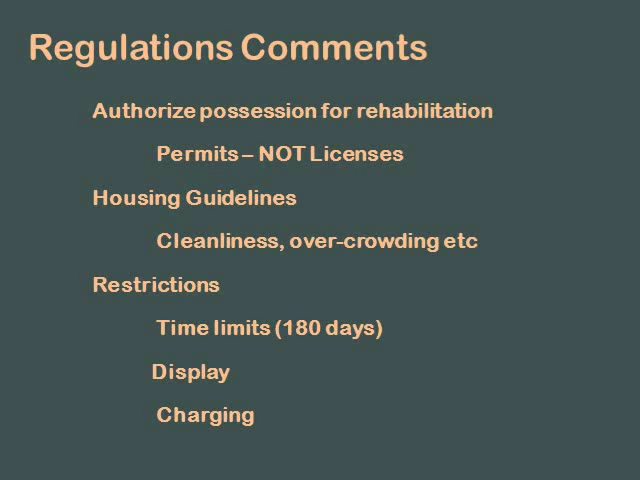 Regulations Comments
Authorize possession for rehabilitation
Permits – NOT Licenses
Housing Guidelines
Cleanliness, over-crowding etc
Restrictions
Time limits (180 days)
Display
Charging